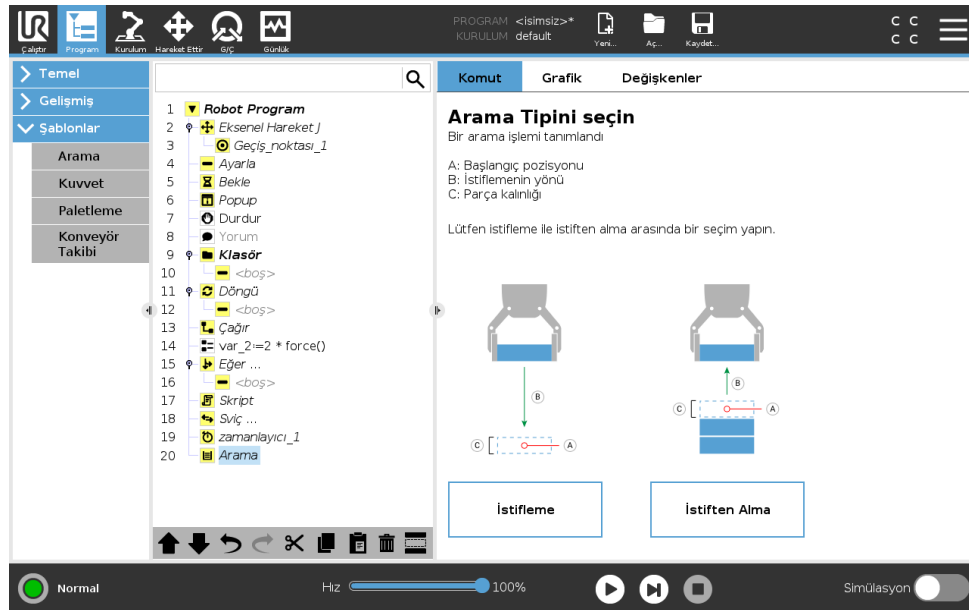 UR
PROGRAM <isimsiz>*
KURULUM default
C C
C C
Çalıştır
Program
Kurulum
Hareket Ettir
G/Ç
Günlük
Yeni...
Aç...
Kaydet...
Temel
Gelişmiş
Şablonlar
Arama
Kuvvet
Paletleme
Konveyör
Takibi
1 Robot Program
2 Eksenel Hareket J
3 Geçiş_noktası_1
4 Ayarla
5 Bekle
6 Popup
7 Durdur
8 Yorum
9 Klasör
10 <boş>
11 Döngü
12 <boş>
13 Çağır
14 var_2≔2 * force()
15 Eğer ...
16 <boş>
17 Skript
18 Sviç ...
19 zamanlayıcı_1
20 Arama
Komut
Grafik
Değişkenler
Arama Tipini seçin
Bir arama işlemi tanımlandı
A: Başlangıç pozisyonu
B: İstiflemenin yönü
C: Parça kalınlığı
Lütfen istifleme ile istiften alma arasında bir seçim yapın.
B
C
A
B
C
A
İstifleme
İstiften Alma
Normal
Hız
100%
Simülasyon